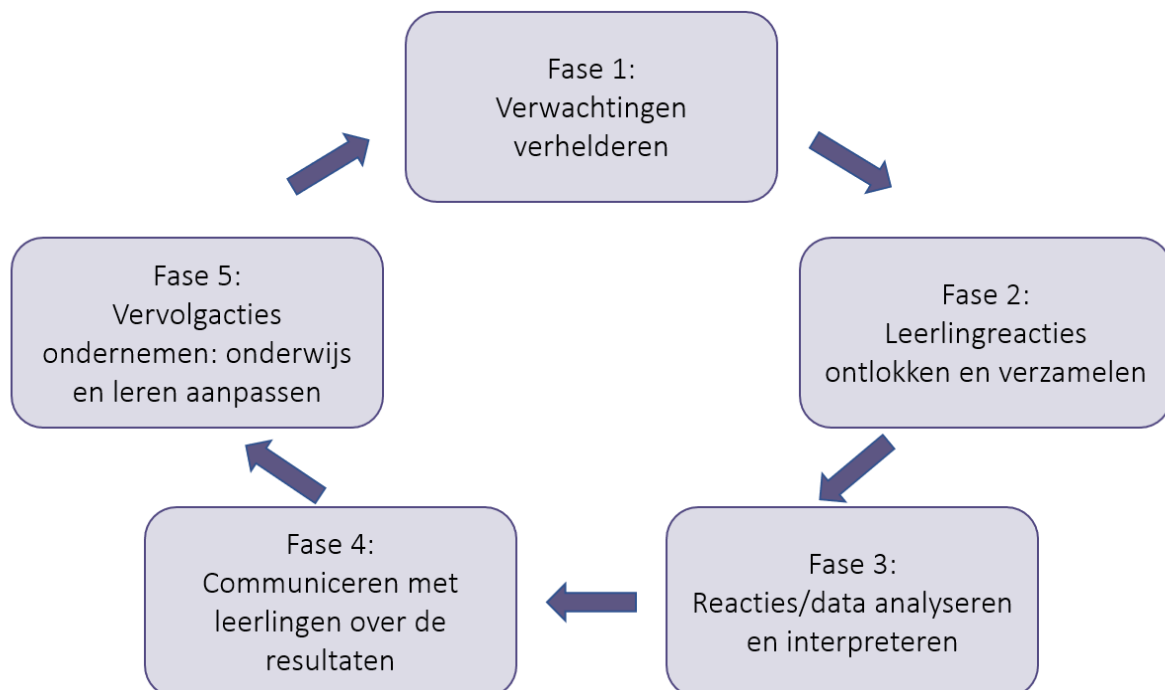 Fase 1:
Verwachtingen
verhelderen
Fase 2:
Leerlingreacties
ontlokken en verzamelen
Fase 3:
Reacties/data analyseren
en interpreteren
Fase 4:
Communiceren met
leerlingen over de
resultaten
Fase 5:
Vervolgacties
ondernemen: onderwijs
en leren aanpassen